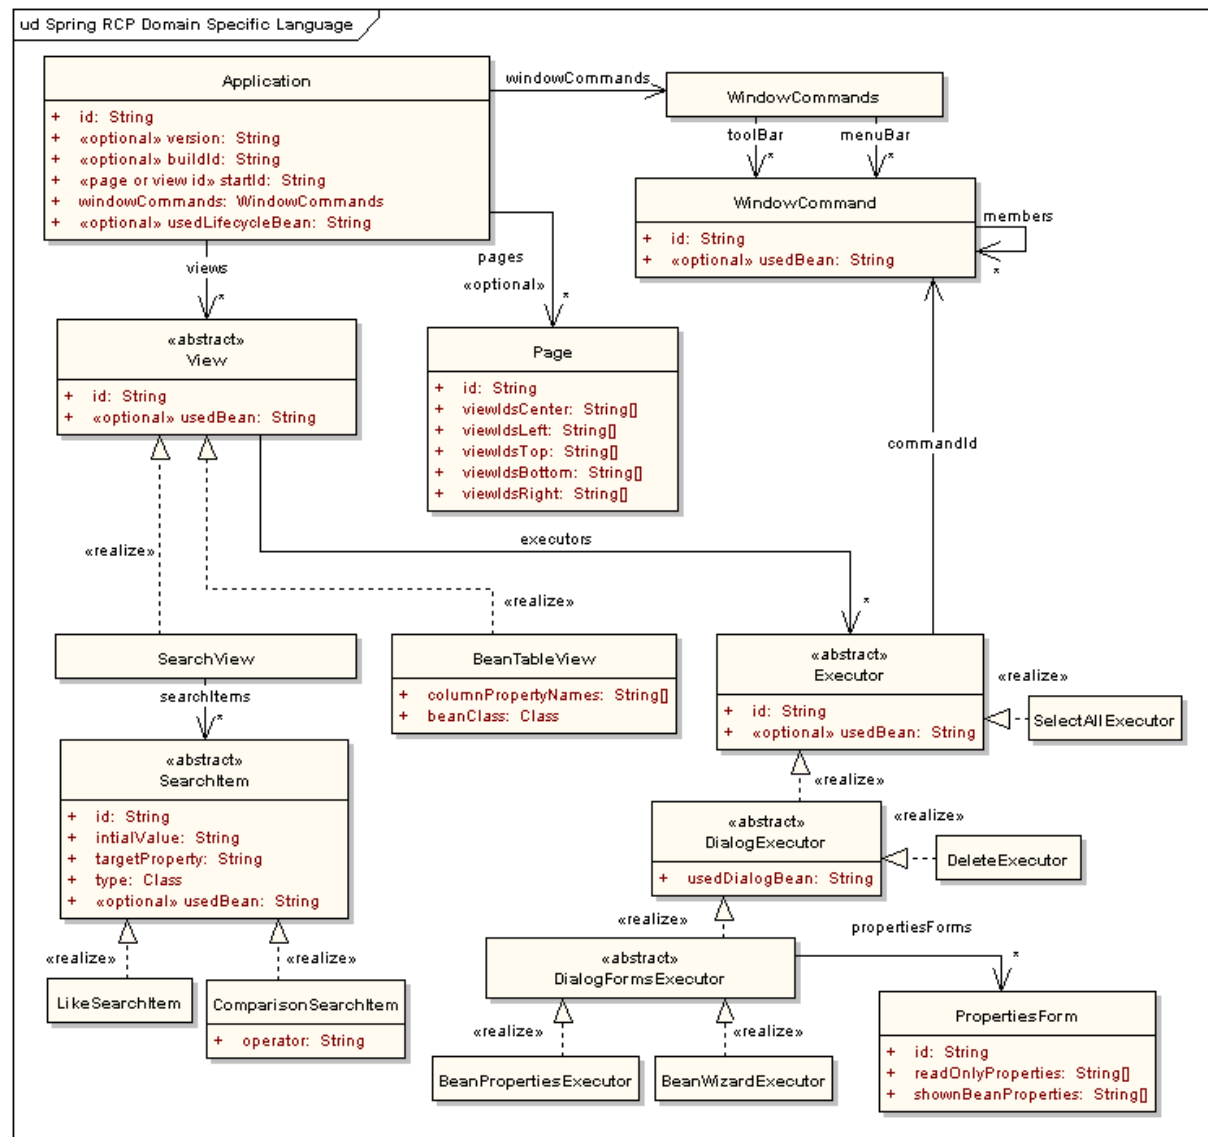 ud Spring RCP Domain Specific Language
Application
+ id: String
+ «optional» version: String
+ «optional» buildId: String
+ «page or view id» startId: String
+ windowCommands: WindowCommands
+ «optional» usedLifecycleBean: String
windowCommands
WindowCommands
toolBar
*
menuBar
*
WindowCommand
+ id: String
+ «optional» usedBean: String
members
*
views
*
pages
«optional»
*
«abstract»
View
+ id: String
+ «optional» usedBean: String
Page
+ id: String
+ viewIdsCenter: String[]
+ viewIdsLeft: String[]
+ viewIdsTop: String[]
+ viewIdsBottom: String[]
+ viewIdsRight: String[]
commandId
executors
*
«realize»
«realize»
SearchView
searchItems
*
BeanTableView
+ columnPropertyNames: String[]
+ beanClass: Class
«abstract»
Executor
+ id: String
+ «optional» usedBean: String
«realize»
SelectAllExecutor
«abstract»
SearchItem
+ id: String
+ intialValue: String
+ targetProperty: String
+ type: Class
+ «optional» usedBean: String
«realize»
«abstract»
DialogExecutor
+ usedDialogBean: String
«realize»
DeleteExecutor
«realize»
«realize»
LikeSearchItem
ComparisonSearchItem
+ operator: String
«realize»
«abstract»
DialogFormsExecutor
propertiesForms
*
«realize»
«realize»
BeanPropertiesExecutor
BeanWizardExecutor
PropertiesForm
+ id: String
+ readOnlyProperties: String[]
+ shownBeanProperties: String[]